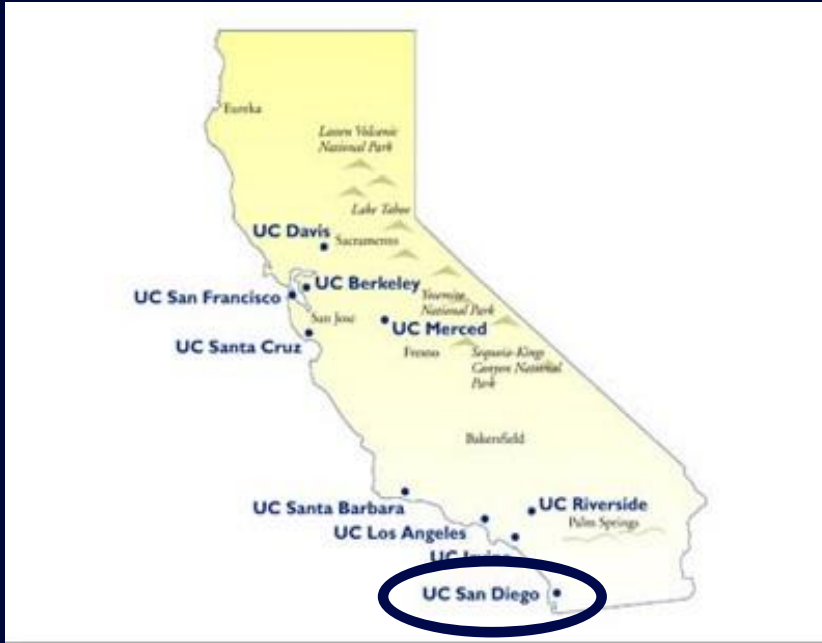 Eureka
Lassen Volcanic
National Park
Lake Tahoe
UC Davis
Sacramento
UC Berkeley
UC San Francisco
Yosemite
National Park
San Jose
UC Merced
UC Santa Cruz
Fresno
Sequoia-Kings
Canyon National
Park
Bakersfield
UC Santa Barbara
UC Riverside
Palm Springs
UC Los Angeles
UC Irvine
UC San Diego